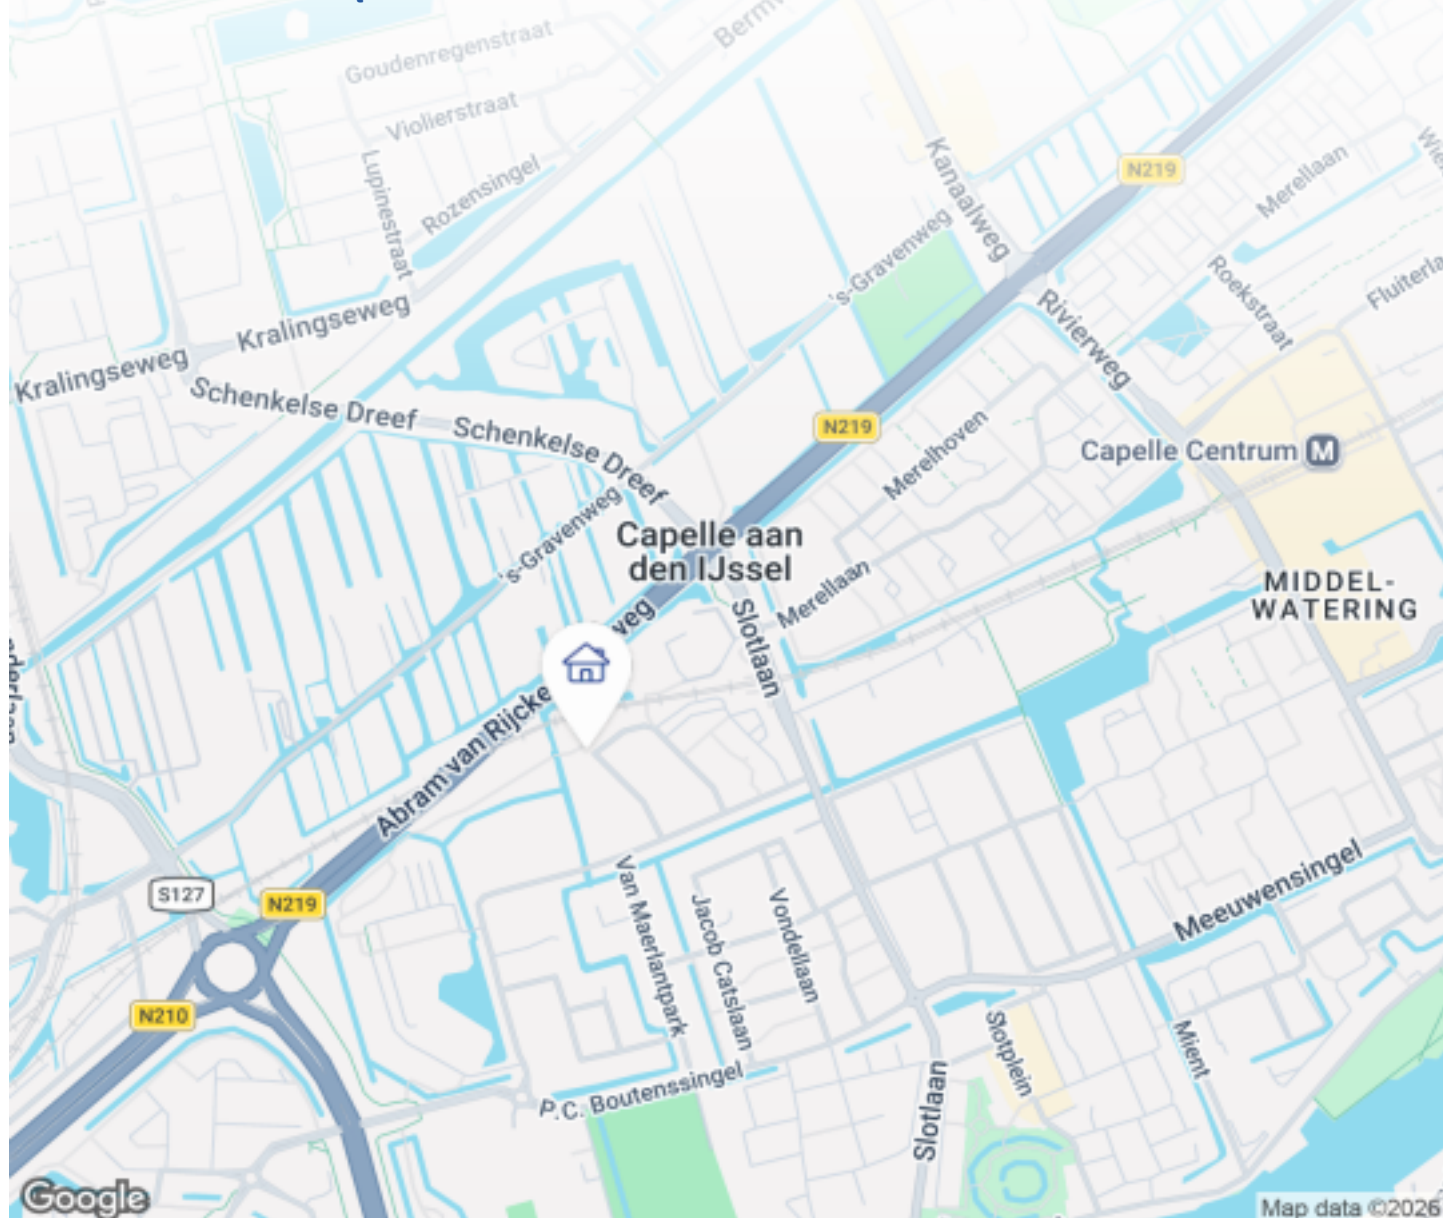 Goudenregenstraat
Violierstraat
Lupinestraat
Rozensingel
Kanaalweg
N219
Merellaan
's-Gravenweg
Roekstraat
Kralingseweg
Kralingseweg
Rivierweg
Schenkelse Dreef
Schenkelse Dreef
N219
Merelhoven
Capelle Centrum M
's-Gravenweg
Capelle aan
den IJssel
MIDDEL-
WATERING
Merellaan
Slotlaan
weg
Abram van Rijcke
S127
N219
Van Maerlantpark
Jacob Catslaan
Vondellaan
Meeuwensingel
N210
Slotplein
Mient
P.C. Boutenssingel
Slotlaan
Google
Map data ©2026